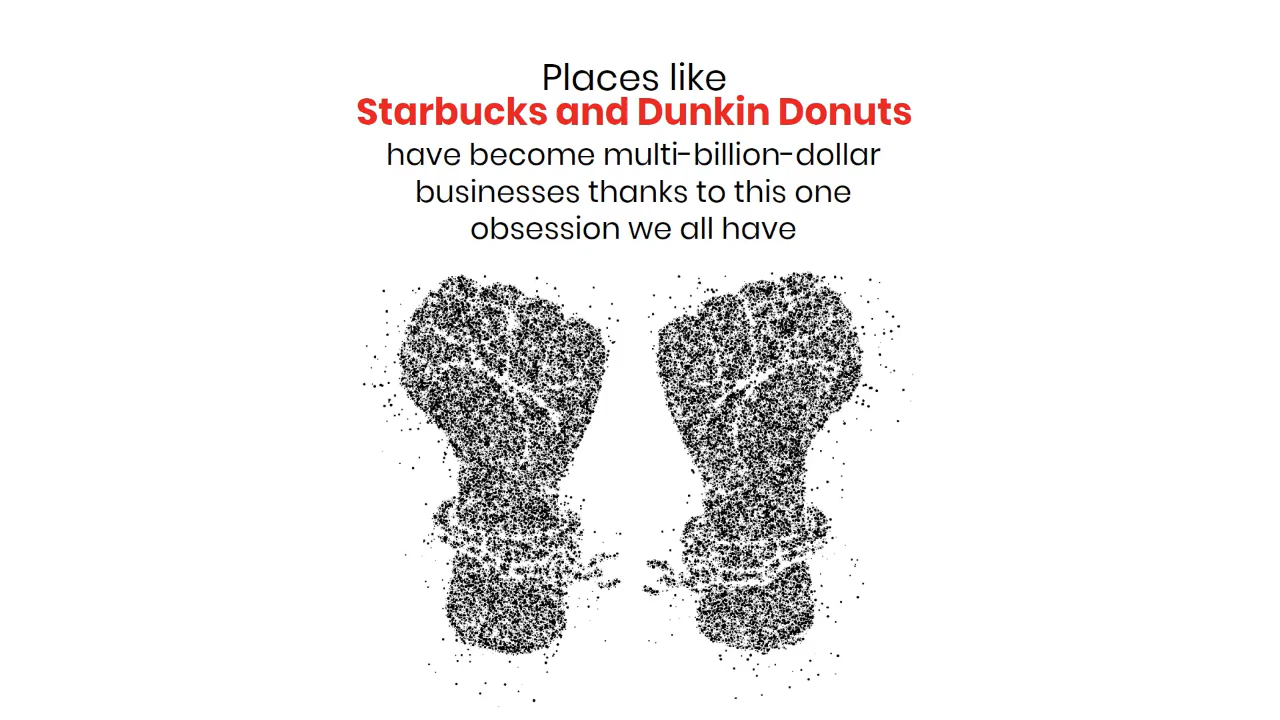 Places like
Starbucks and Dunkin Donuts
have become multi-billion-dollar
businesses thanks to this one
obsession we all have